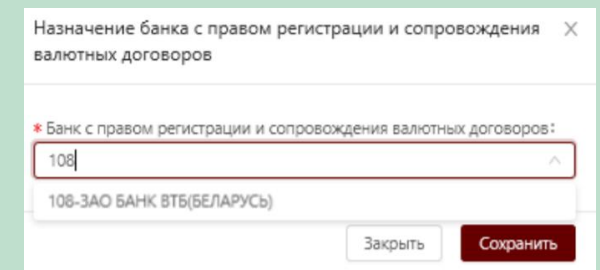 Назначение банка с правом регистрации и сопровождения
валютных договоров
* Банк с правом регистрации и сопровождения валютных договоров:
108
108-ЗАО БАНК ВТБ(БЕЛАРУСЬ)
Закрыть
Сохранить